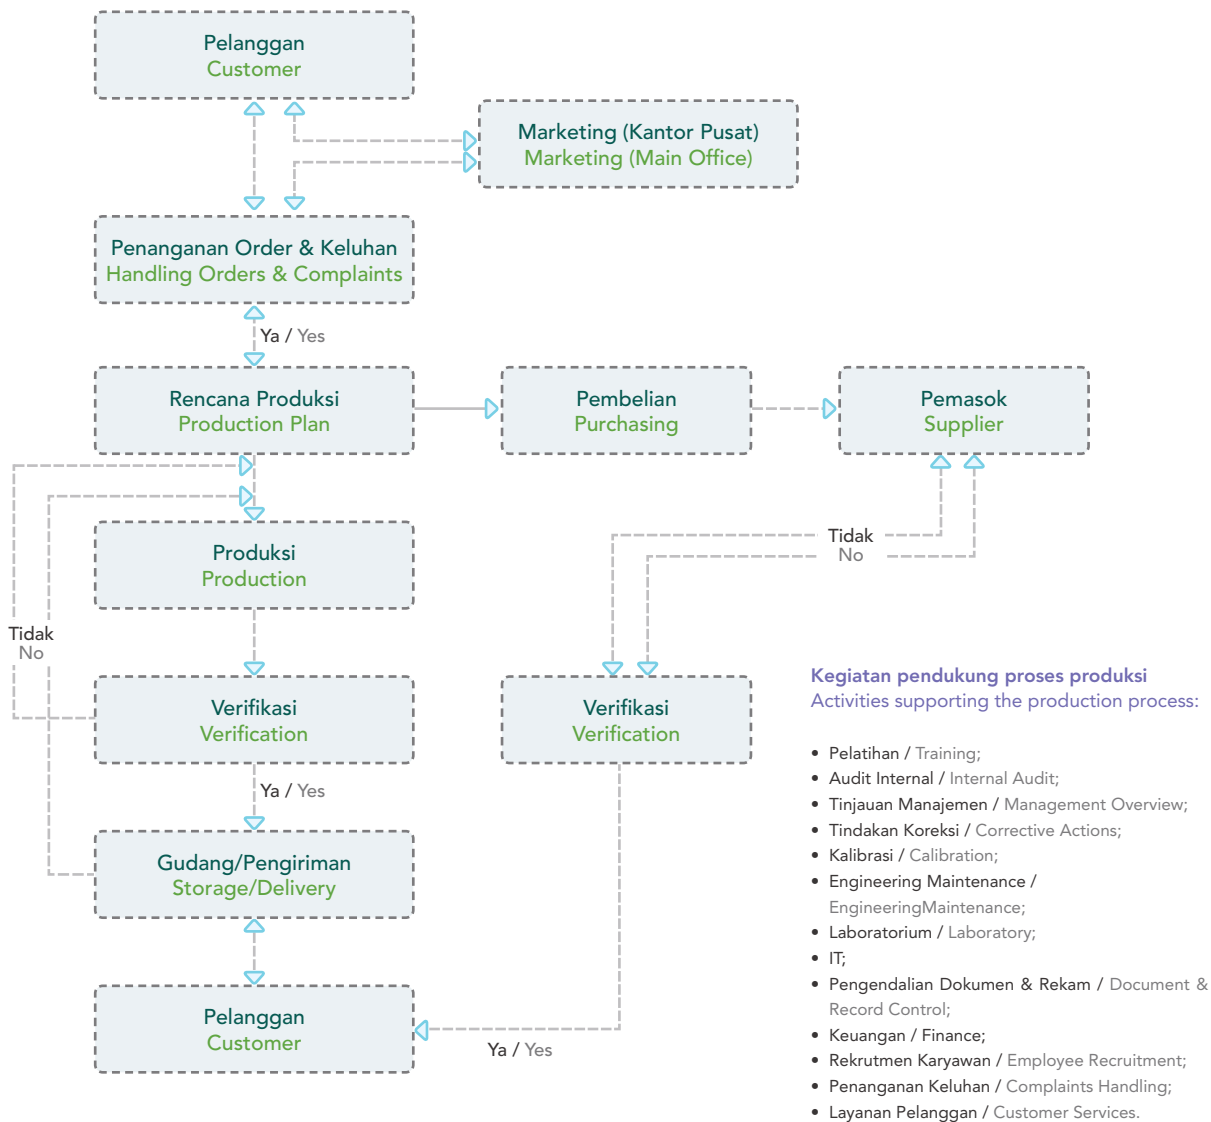 Pelanggan
Customer
Marketing (Kantor Pusat)
Marketing (Main Office)
Penanganan Order & Keluhan
Handling Orders & Complaints
Ya / Yes
Rencana Produksi
Production Plan
Pembelian
Purchasing
Pemasok
Supplier
Tidak
No
Produksi
Production
Tidak
No
Verifikasi
Verification
Verifikasi
Verification
Ya / Yes
Gudang/Pengiriman
Storage/Delivery
Pelanggan
Customer
Ya / Yes
Kegiatan pendukung proses produksi
Activities supporting the production process:
• Pelatihan / Training;
• Audit Internal / Internal Audit;
• Tinjauan Manajemen / Management Overview;
• Tindakan Koreksi / Corrective Actions;
• Kalibrasi / Calibration;
• Engineering Maintenance /
EngineeringMaintenance;
• Laboratorium / Laboratory;
• IT;
• Pengendalian Dokumen & Rekam / Document &
Record Control;
• Keuangan / Finance;
• Rekrutmen Karyawan / Employee Recruitment;
• Penanganan Keluhan / Complaints Handling;
• Layanan Pelanggan / Customer Services.